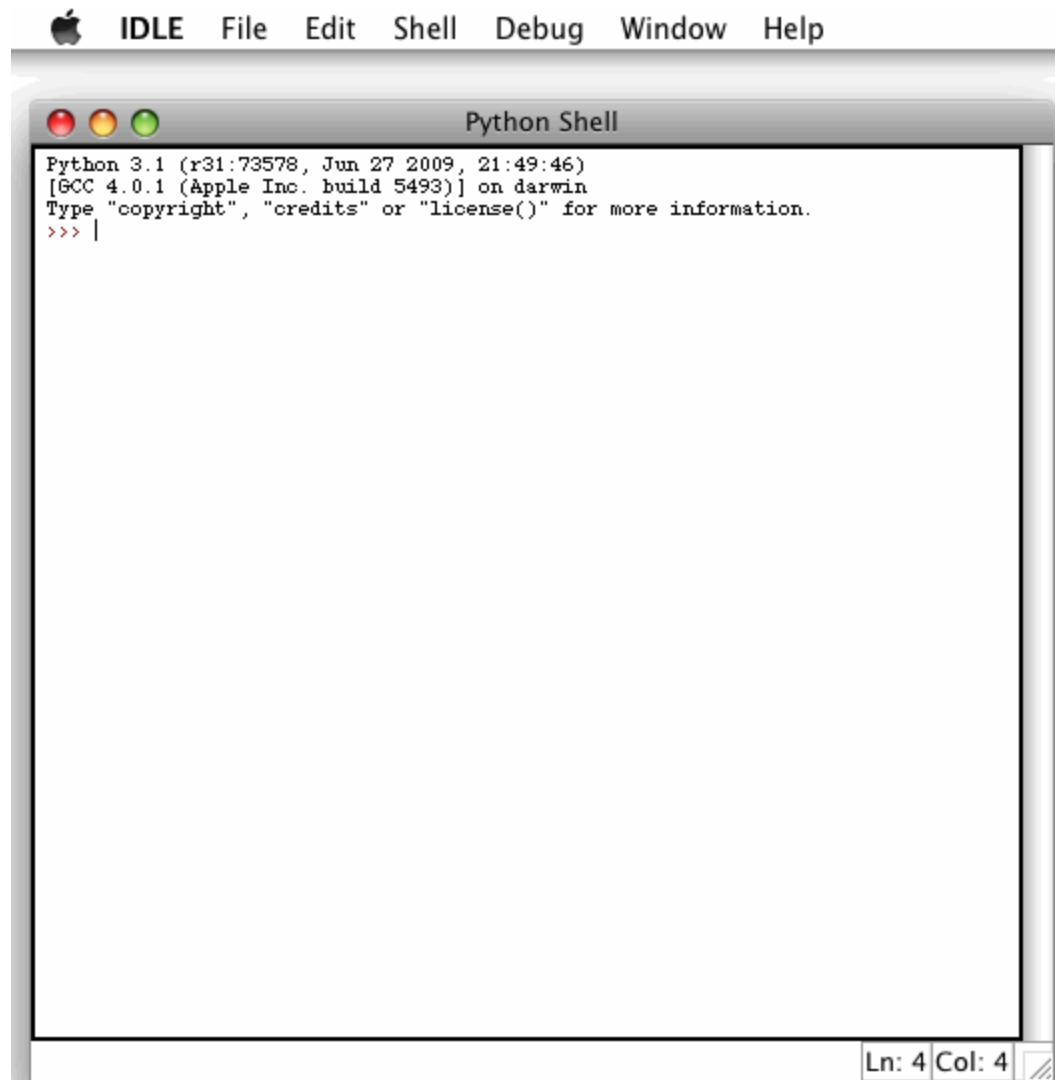 IDLE File Edit Shell Debug Window Help
Python Shell
Python 3.1 (r31:73578, Jun 27 2009, 21:49:46)
[GCC 4.0.1 (Apple Inc. build 5493)] on darwin
Type "copyright", "credits" or "license()" for more information.
>>>
Ln: 4 Col: 4